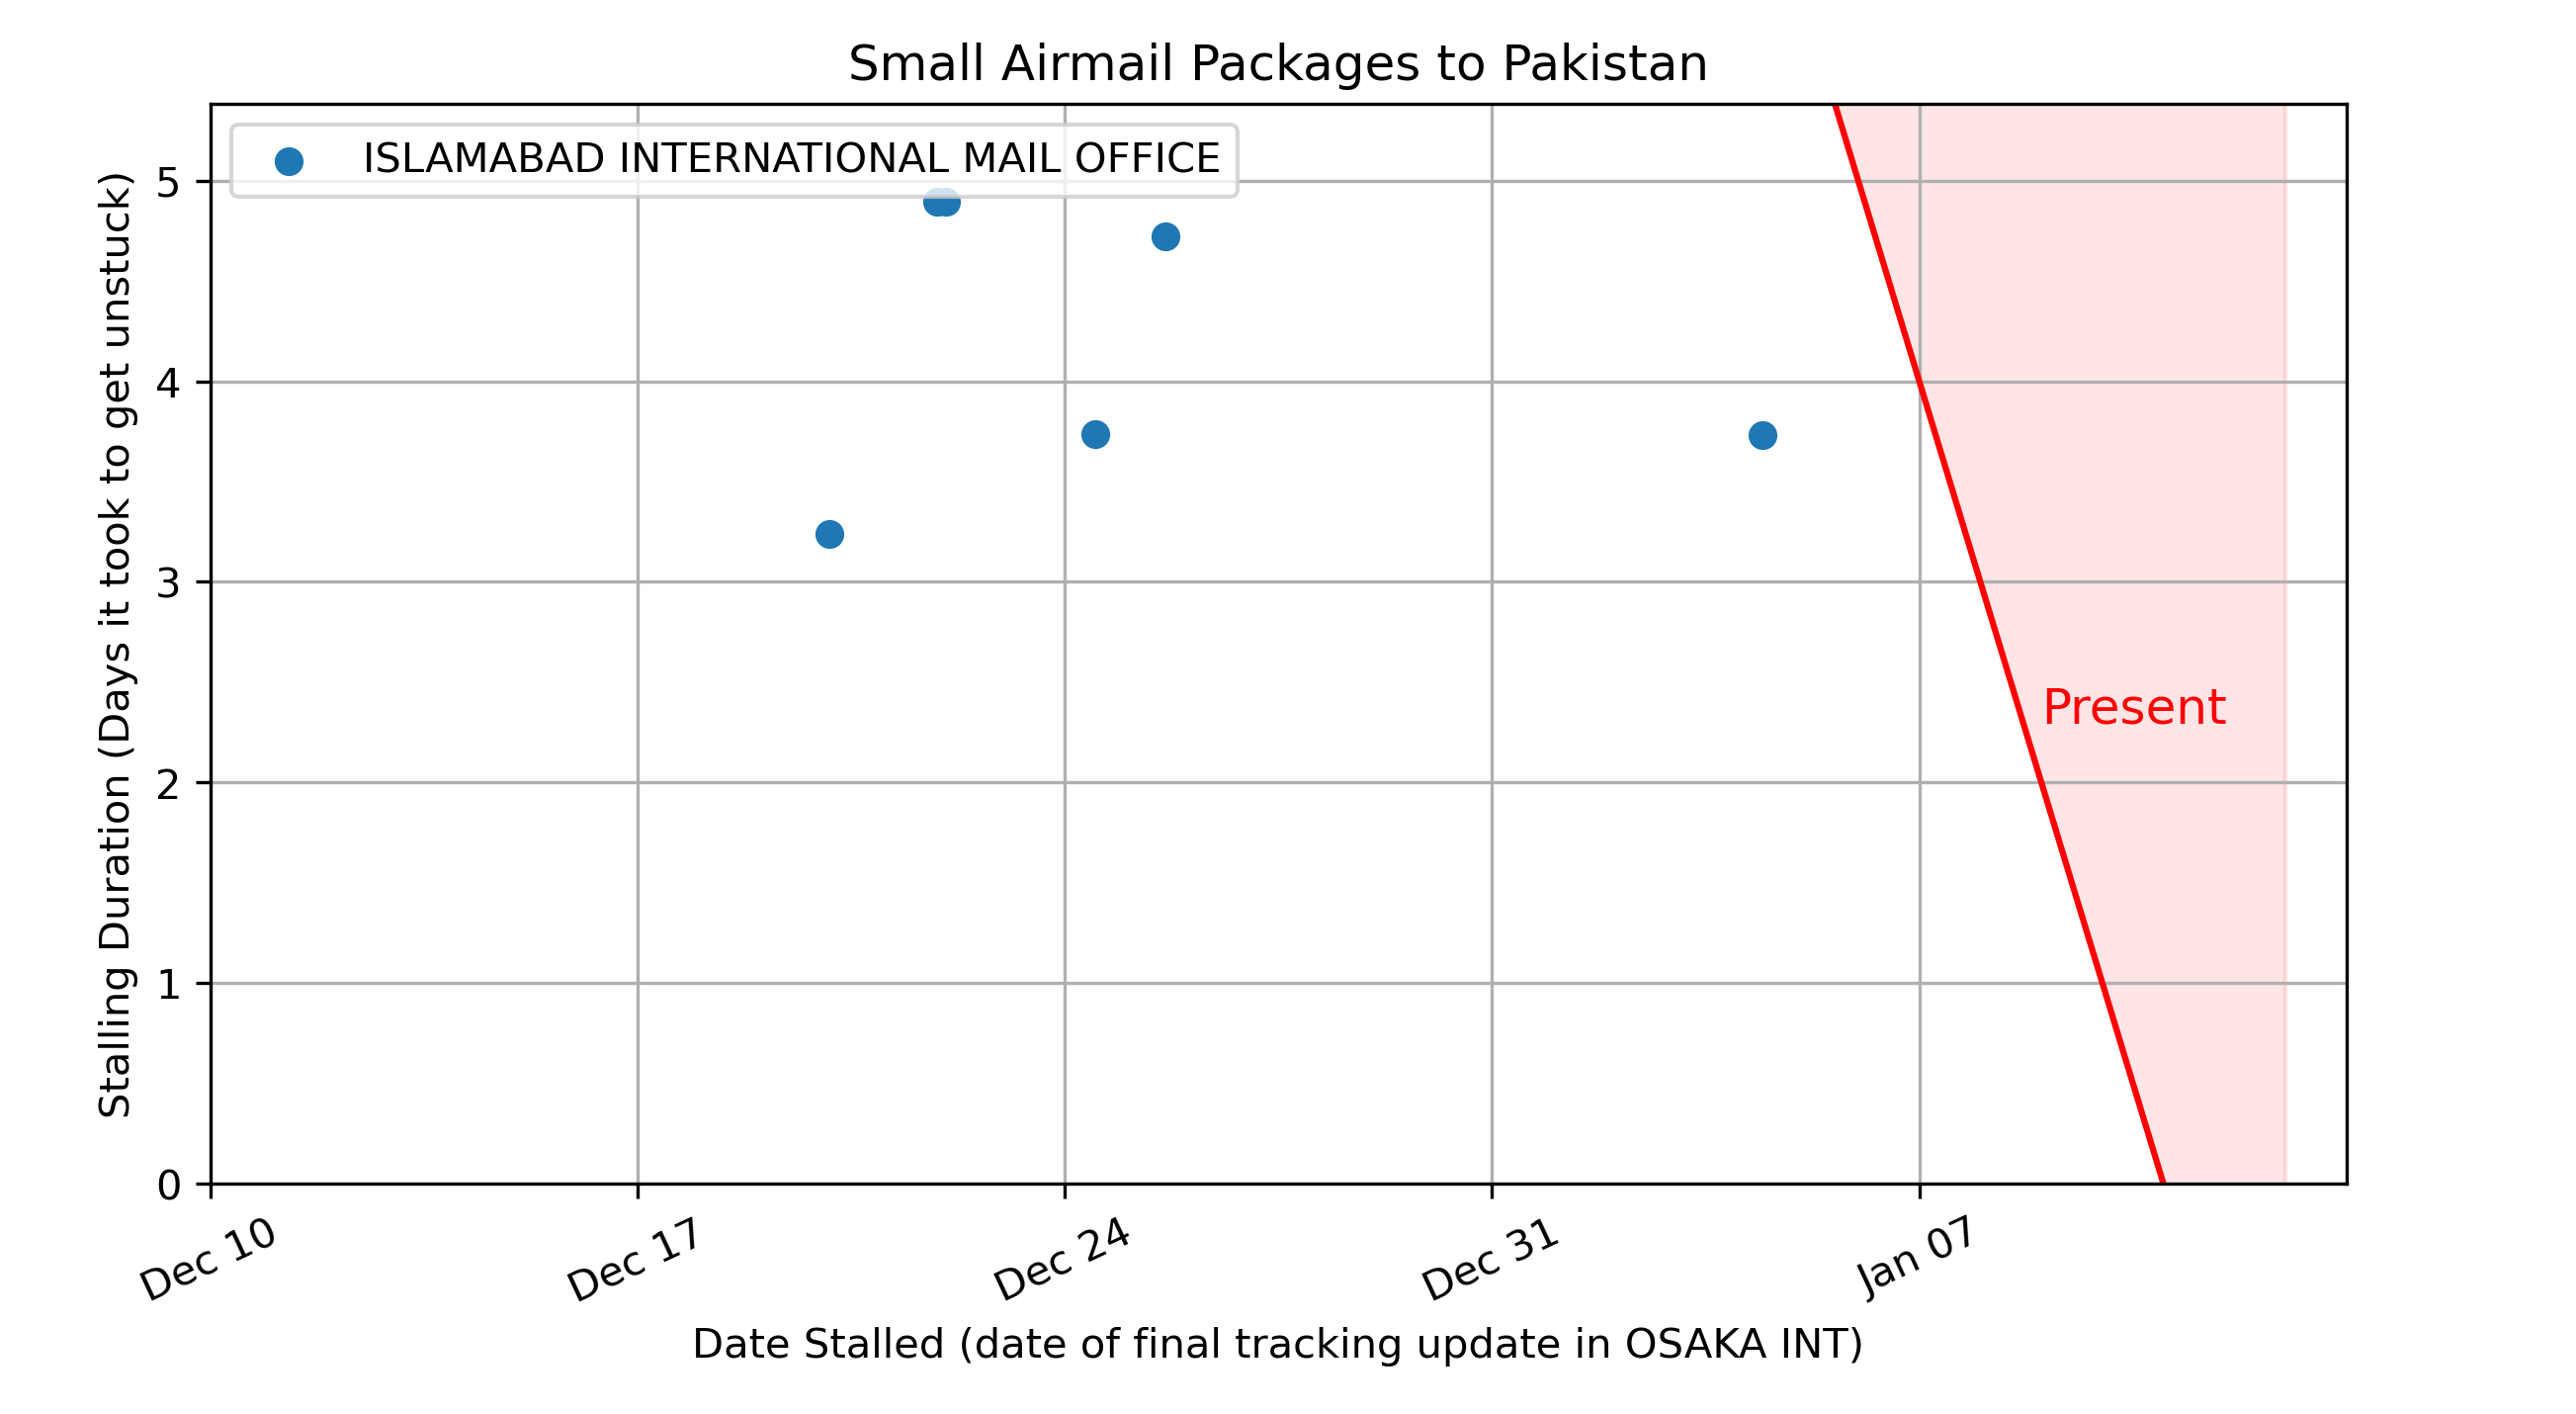 Small Airmail Packages to Pakistan
ISLAMABAD INTERNATIONAL MAIL OFFICE
Stalling Duration (Days it took to get unstuck)
5
4
3
2
1
0
Present
Dec 10
Dec 17
Dec 24
Dec 31
Jan 07
Date Stalled (date of final tracking update in OSAKA INT)